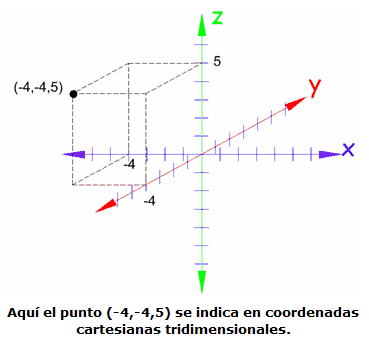 z
5
(-4,-4,5)
y
x
-4
-4
Aquí el punto (-4,-4,5) se indica en coordenadas
cartesianas tridimensionales.